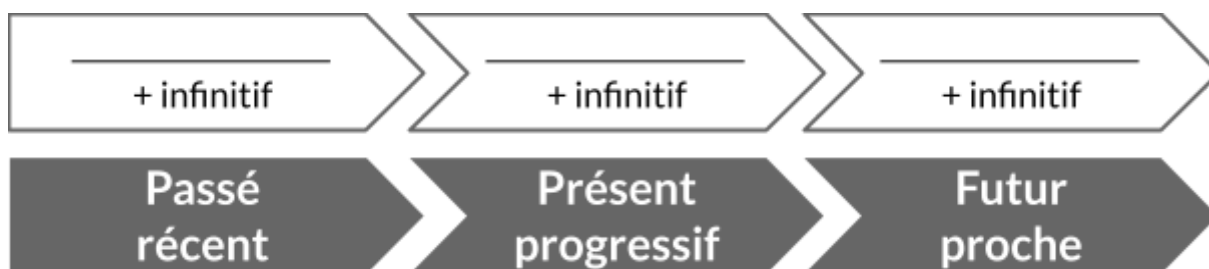 + infinitif
+ infinitif
+ infinitif
Passé
récent
Présent
progressif
Futur
proche